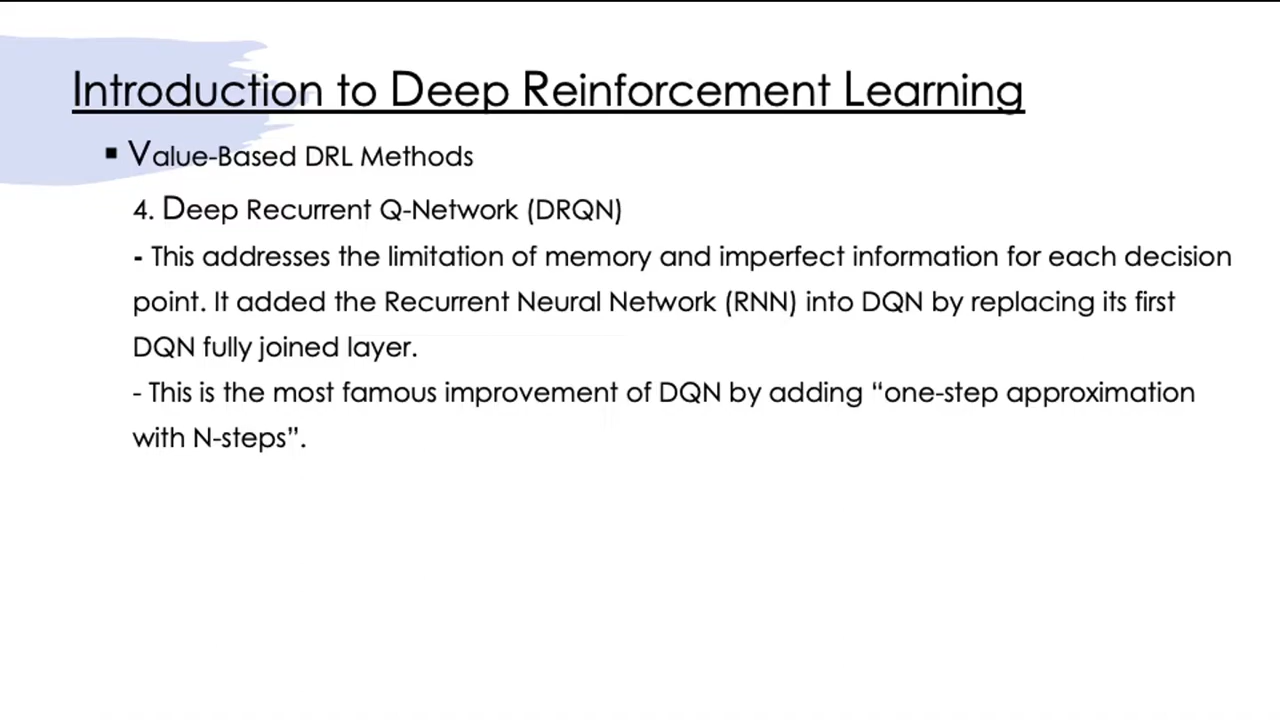 Introduction to Deep Reinforcement Learning
▪ Value-Based DRL Methods
4. Deep Recurrent Q-Network (DRQN)
- This addresses the limitation of memory and imperfect information for each decision
point. It added the Recurrent Neural Network (RNN) into DQN by replacing its first
DQN fully joined layer.
- This is the most famous improvement of DQN by adding “one-step approximation
with N-steps”.